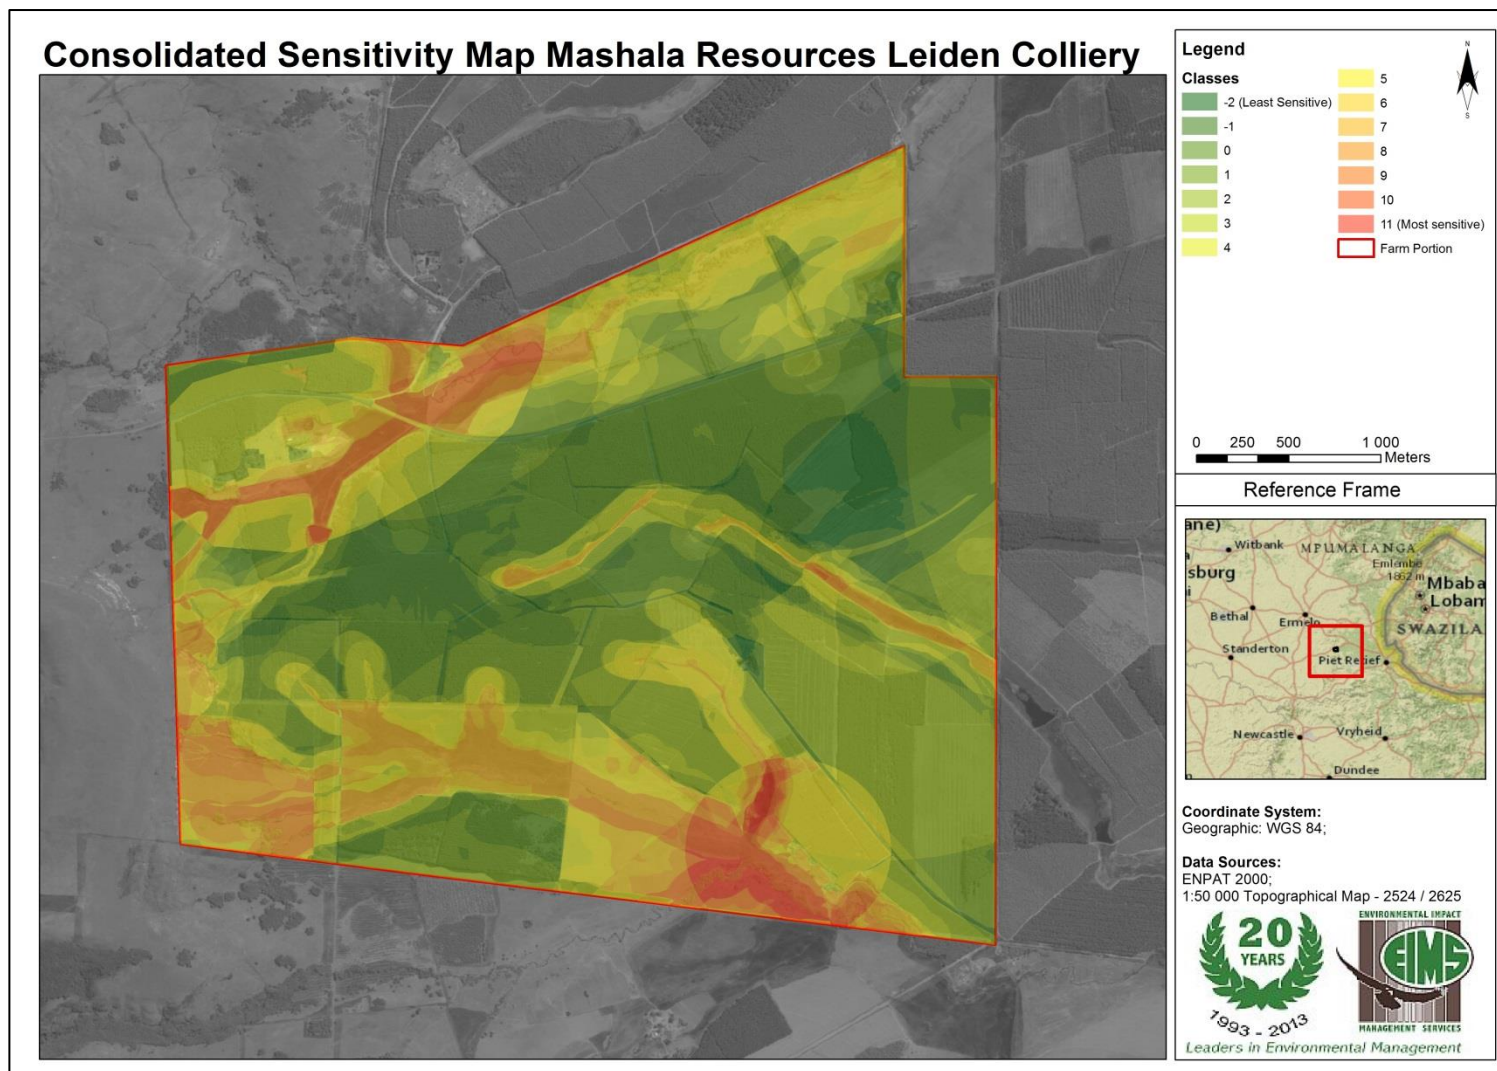 Consolidated Sensitivity Map Mashala Resources Leiden Colliery
Legend
Classes
-2 (Least Sensitive)
-1
0
1
2
3
4
5
6
7
8
9
10
11 (Most sensitive)
Farm Portion
N
S
0 250 500 1 000
Meters
Reference Frame
ane)
Witbank
MPUMALANGA
Emlembe
1862 m
sburg
Mbaba
Lobam
Bethal
Ermelo
SWAZILA
Standerton
Piet Retief
Newcastle
Vryheid
Dundee
Coordinate System:
Geographic: WGS 84;
Data Sources:
ENPAT 2000;
1:50 000 Topographical Map - 2524 / 2625
20
YEARS
1993 - 2013
ENVIRONMENTAL IMPACT
EIMS
MANAGEMENT SERVICES
Leaders in Environmental Management